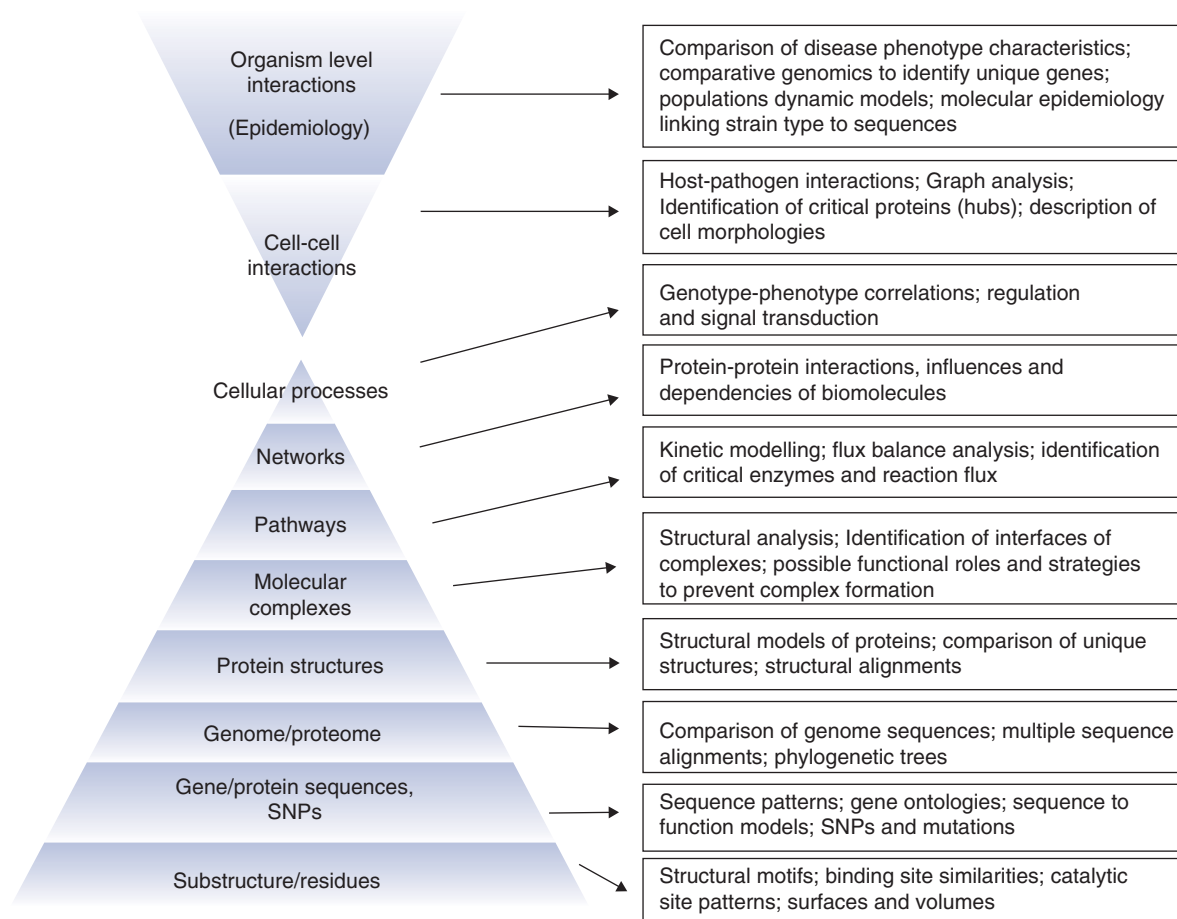 Organism level
interactions
(Epidemiology)
Comparison of disease phenotype characteristics;
comparative genomics to identify unique genes;
populations dynamic models; molecular epidemiology
linking strain type to sequences
Cell-cell
interactions
Host-pathogen interactions; Graph analysis;
Identification of critical proteins (hubs); description of
cell morphologies
Cellular processes
Genotype-phenotype correlations; regulation
and signal transduction
Networks
Protein-protein interactions, influences and
dependencies of biomolecules
Pathways
Kinetic modelling; flux balance analysis; identification
of critical enzymes and reaction flux
Molecular
complexes
Structural analysis; Identification of interfaces of
complexes; possible functional roles and strategies
to prevent complex formation
Protein structures
Structural models of proteins; comparison of unique
structures; structural alignments
Genome/proteome
Comparison of genome sequences; multiple sequence
alignments; phylogenetic trees
Gene/protein sequences,
SNPs
Sequence patterns; gene ontologies; sequence to
function models; SNPs and mutations
Substructure/residues
Structural motifs; binding site similarities; catalytic
site patterns; surfaces and volumes